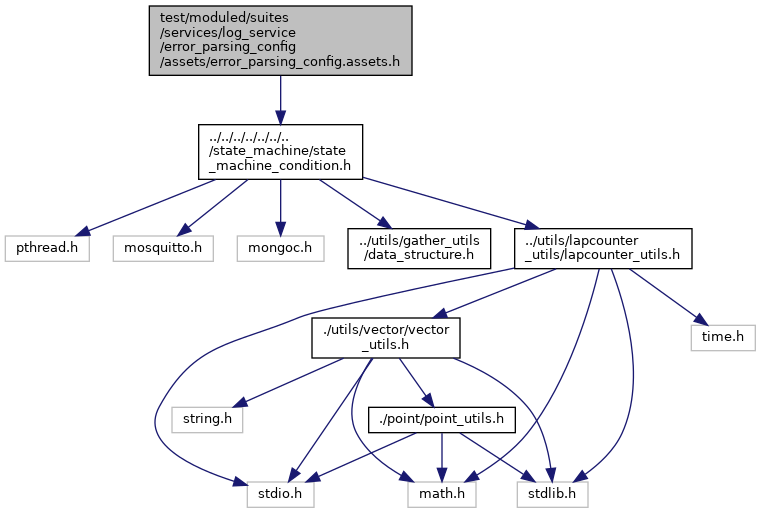 test/moduled/suites
/services/log_service
/error_parsing_config
/assets/error_parsing_config.assets.h
../../../../../../..
/state_machine/state
_machine_condition.h
pthread.h
mosquitto.h
mongoc.h
../utils/gather_utils
/data_structure.h
../utils/lapcounter
_utils/lapcounter_utils.h
./utils/vector/vector
_utils.h
time.h
string.h
./point/point_utils.h
stdio.h
math.h
stdlib.h